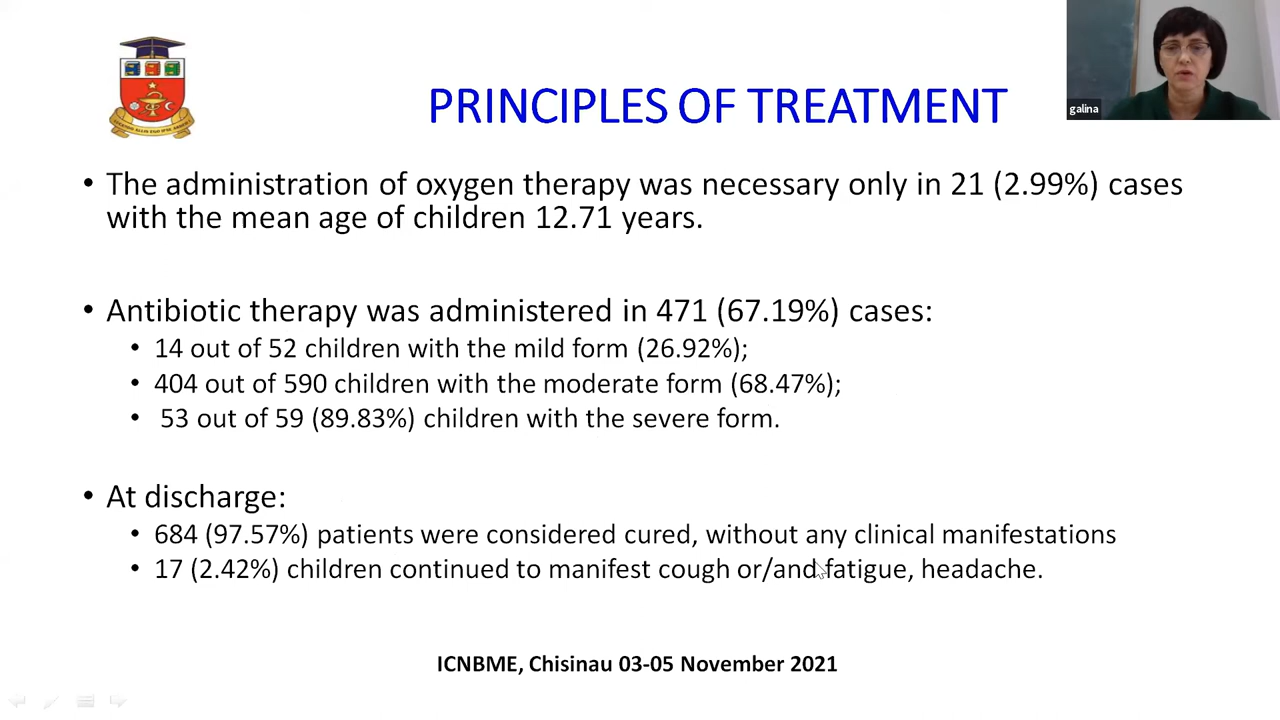 PRINCIPLES OF TREATMENT
galina
• The administration of oxygen therapy was necessary only in 21 (2.99%) cases
with the mean age of children 12.71 years.
• Antibiotic therapy was administered in 471 (67.19%) cases:
• 14 out of 52 children with the mild form (26.92%);
• 404 out of 590 children with the moderate form (68.47%);
• 53 out of 59 (89.83%) children with the severe form.
• At discharge:
• 684 (97.57%) patients were considered cured, without any clinical manifestations
• 17 (2.42%) children continued to manifest cough or/and fatigue, headache.
ICNBME, Chisinau 03-05 November 2021